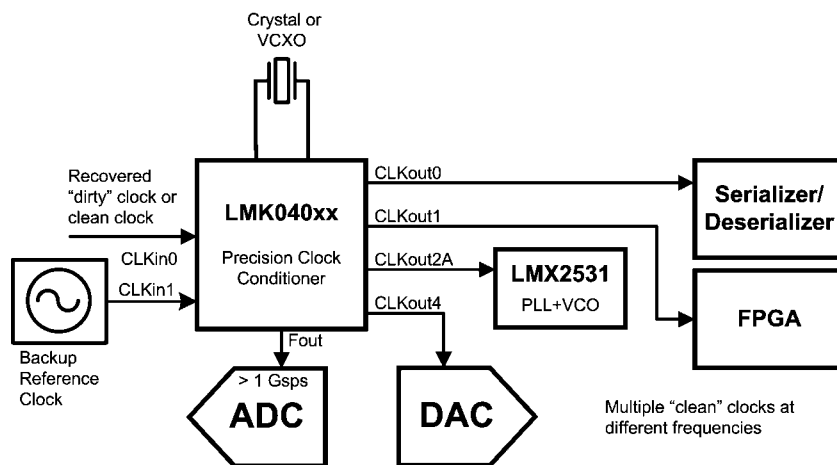 Crystal or
VCXO
Recovered
“dirty” clock or
clean clock
CLKin0
CLKin1
Backup
Reference
Clock
LMK040xx
Precision Clock
Conditioner
CLKout0
CLKout1
CLKout2A
CLKout4
Fout
Serializer/
Deserializer
LMX2531
PLL+VCO
FPGA
> 1 Gsps
ADC
DAC
Multiple “clean” clocks at
different frequencies